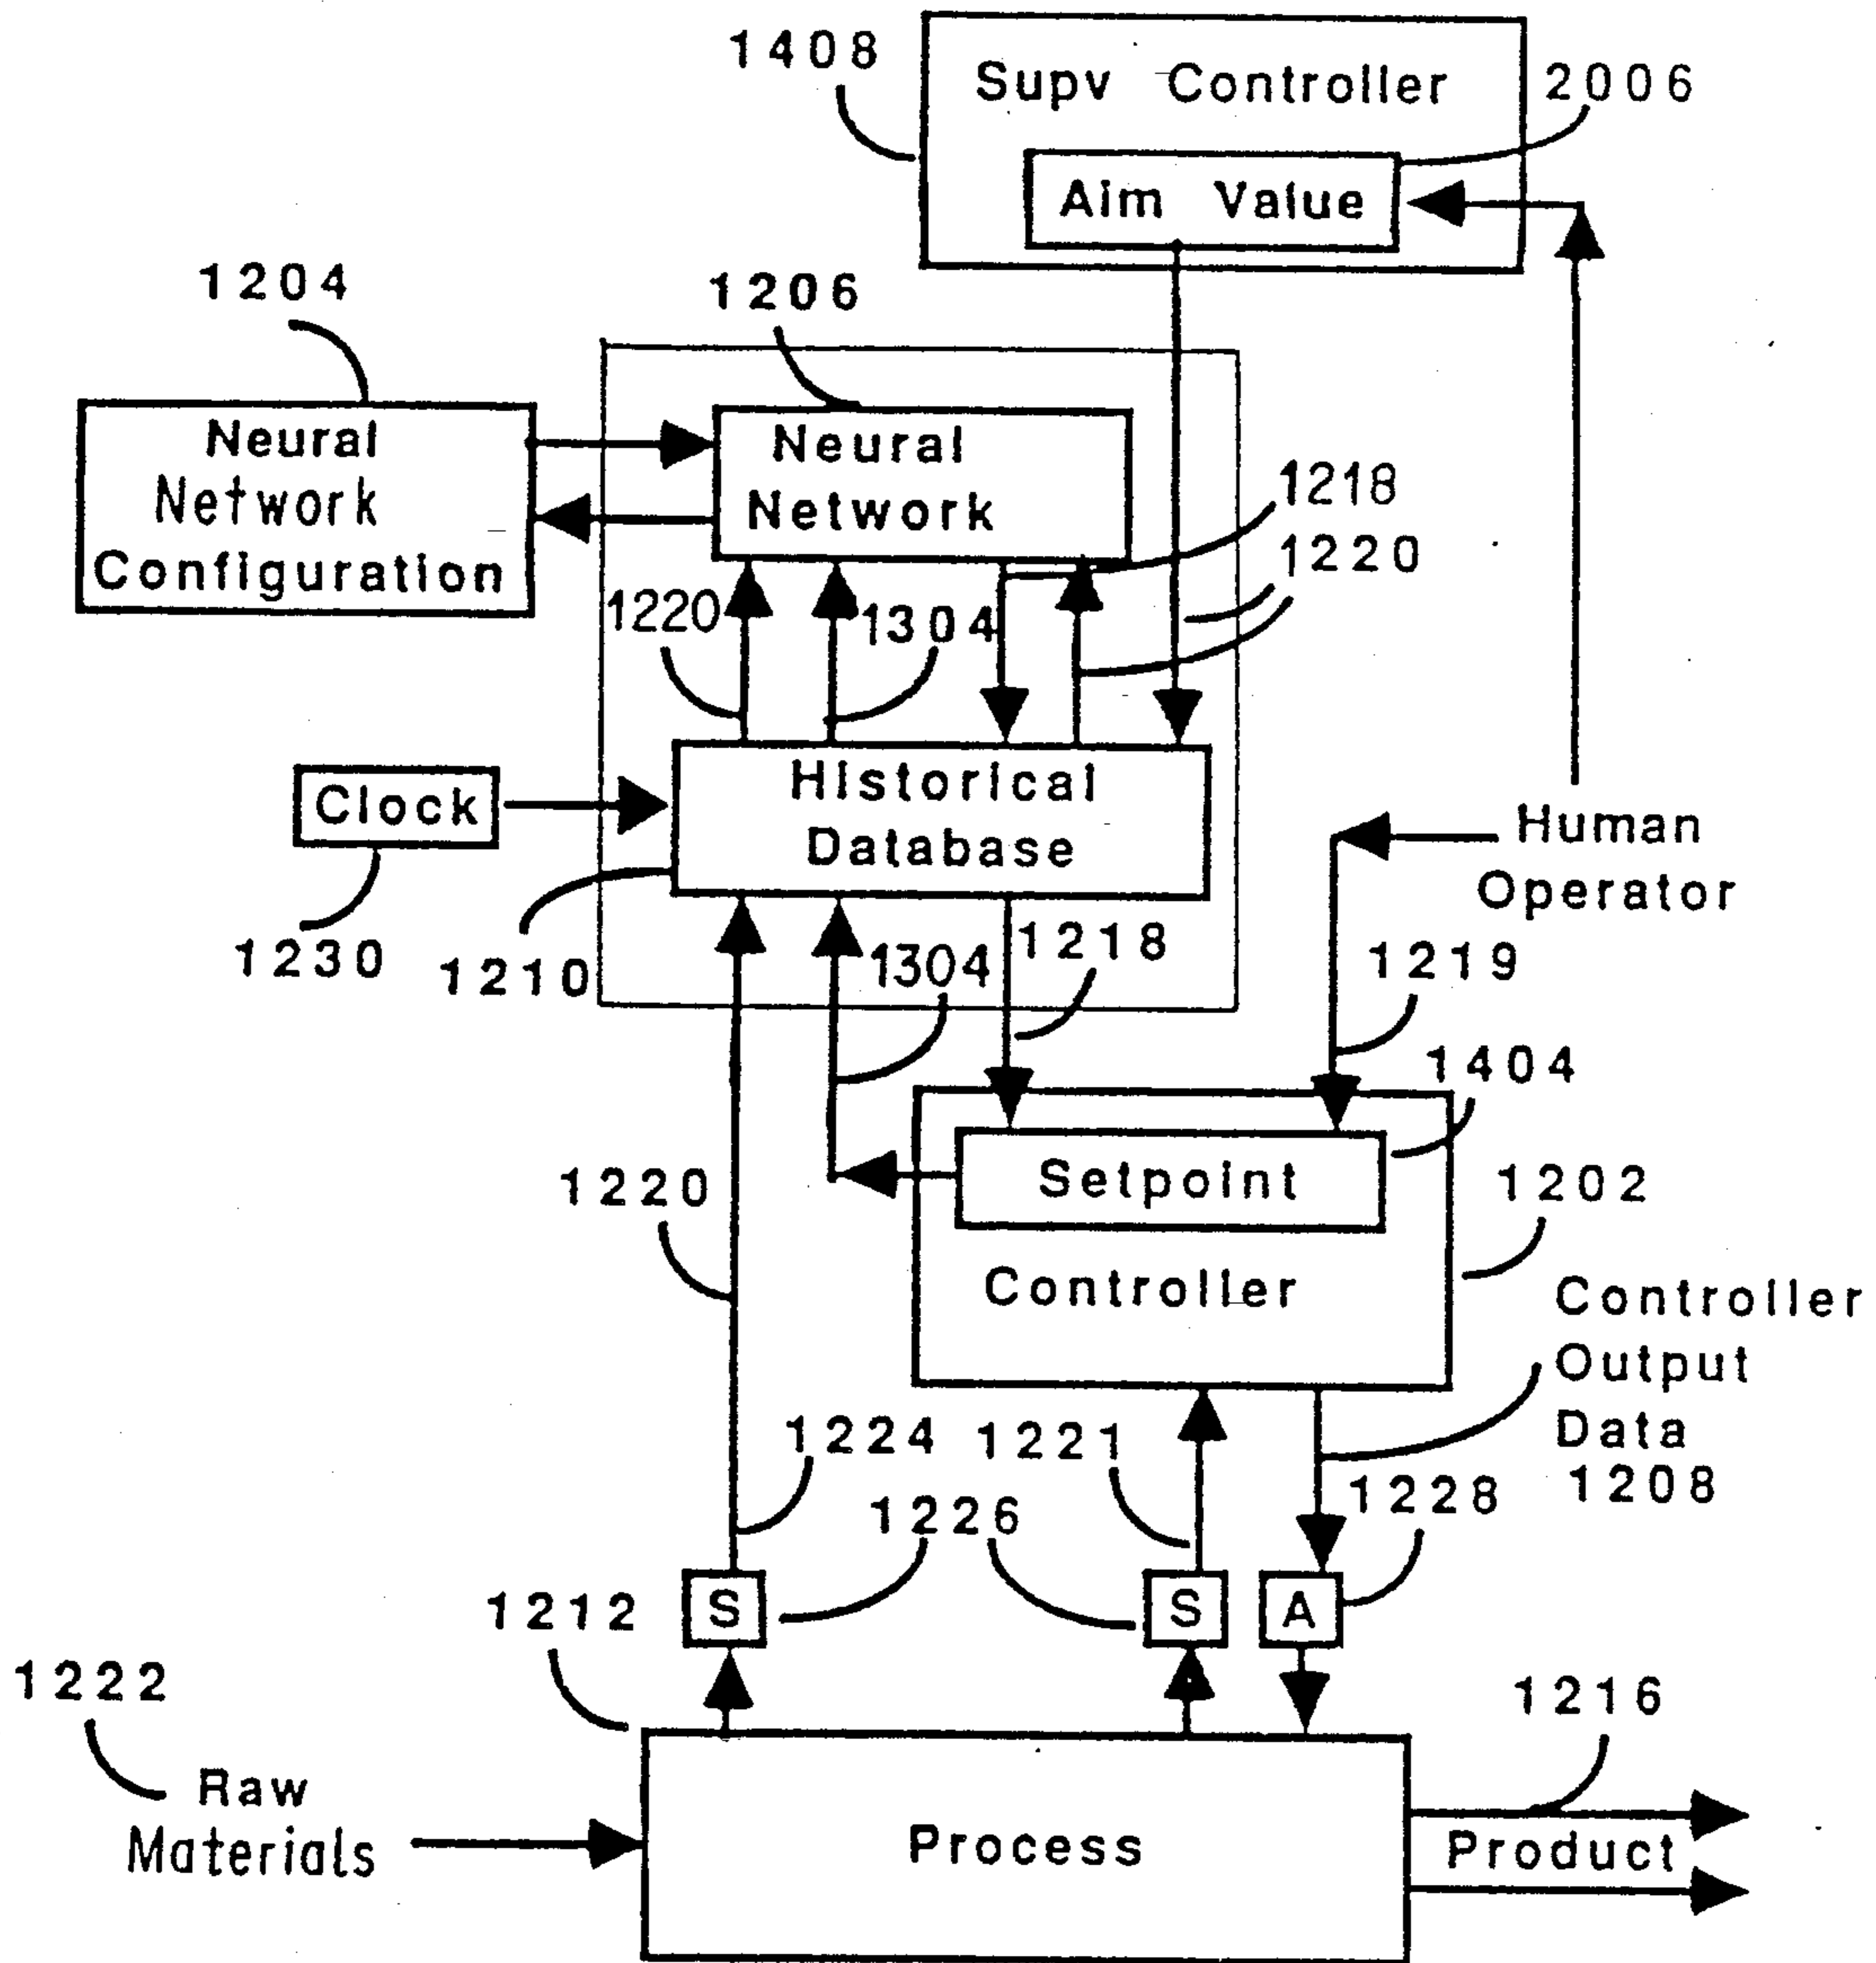 1408
Supv Controller
2006
Aim Value
1204
1206
Neural
Network
Configuration
Neural
Network
1218
1220
1220
1304
Clock
Historical
Database
Human
Operator
1230
1210
1304
1218
1219
1404
Setpoint
1220
1202
Controller
Controller
Output
Data
1208
1224
1221
1226
1228
S
S
A
1212
1222
Raw
Materials
1216
Process
Product